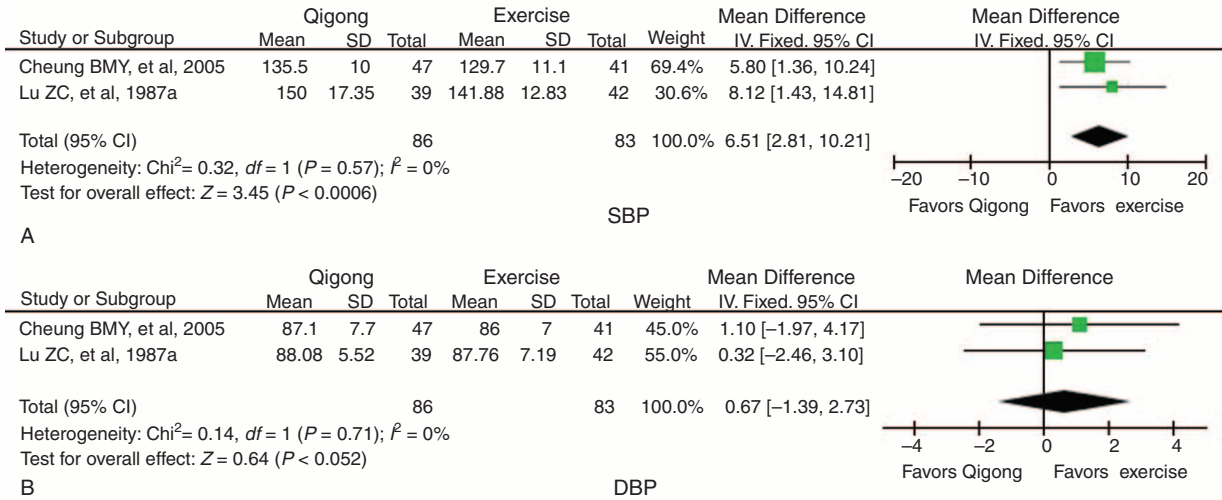 Qigong Exercise Mean Difference Mean Difference
Study or Subgroup Mean SD Total Mean SD Total Weight IV. Fixed. 95% CI IV. Fixed. 95% CI
Cheung BMY, et al, 2005 135.5 10 47 129.7 11.1 41 69.4% 5.80 [1.36, 10.24]
Lu ZC, et al, 1987a 150 17.35 39 141.88 12.83 42 30.6% 8.12 [1.43, 14.81]
Total (95% CI) 86 83 100.0% 6.51 [2.81, 10.21]
Heterogeneity: Chi²= 0.32, df = 1 (P = 0.57); I² = 0%
Test for overall effect: Z = 3.45 (P < 0.0006)
−20 −10 0 10 20
Favors Qigong Favors exercise
SBP
A
Qigong Exercise Mean Difference Mean Difference
Study or Subgroup Mean SD Total Mean SD Total Weight IV. Fixed. 95% CI
Cheung BMY, et al, 2005 87.1 7.7 47 86 7 41 45.0% 1.10 [−1.97, 4.17]
Lu ZC, et al, 1987a 88.08 5.52 39 87.76 7.19 42 55.0% 0.32 [−2.46, 3.10]
Total (95% CI) 86 83 100.0% 0.67 [−1.39, 2.73]
Heterogeneity: Chi²= 0.14, df = 1 (P = 0.71); I² = 0%
Test for overall effect: Z = 0.64 (P < 0.052)
−4 −2 0 2 4
Favors Qigong Favors exercise
B
DBP